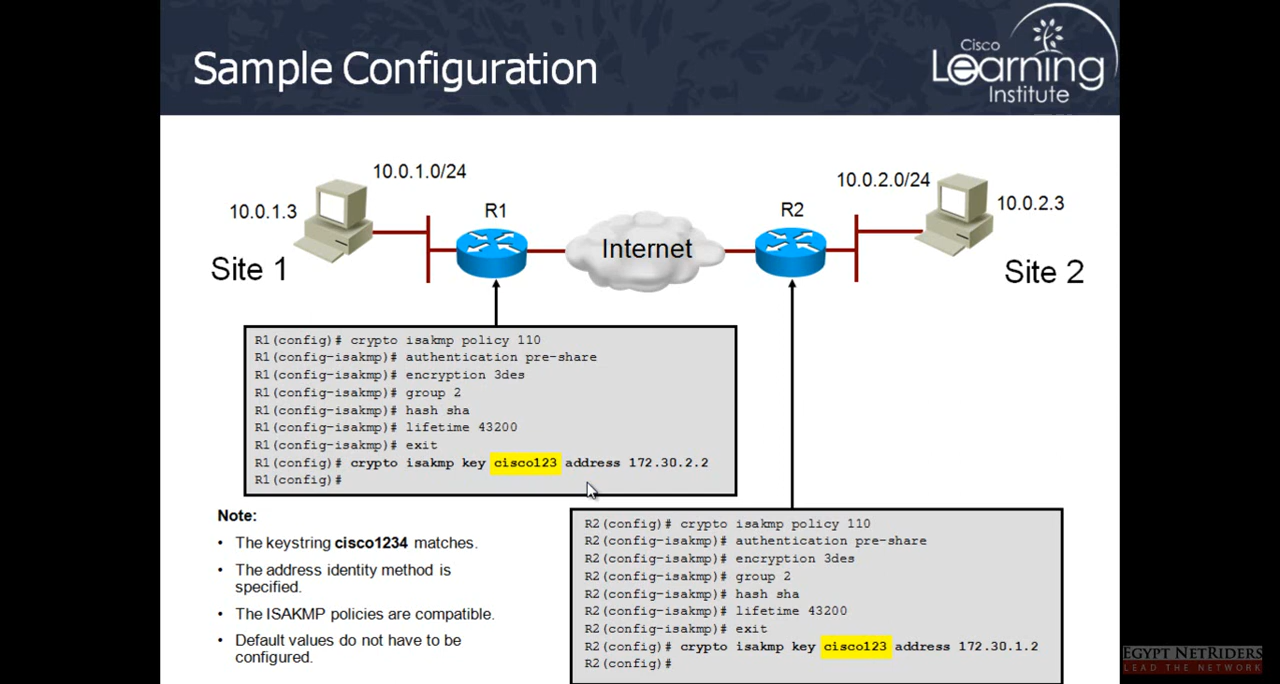 Sample Configuration
Cisco
Learning
Institute
10.0.1.0/24
10.0.2.0/24
10.0.1.3
R1
R2
10.0.2.3
Internet
Site 1
Site 2
R1(config)# crypto isakmp policy 110
R1(config-isakmp)# authentication pre-share
R1(config-isakmp)# encryption 3des
R1(config-isakmp)# group 2
R1(config-isakmp)# hash sha
R1(config-isakmp)# lifetime 43200
R1(config-isakmp)# exit
R1(config)# crypto isakmp key cisco123 address 172.30.2.2
R1(config)#
Note:
• The keystring cisco1234 matches.
• The address identity method is
specified.
• The ISAKMP policies are compatible.
• Default values do not have to be
configured.
R2(config)# crypto isakmp policy 110
R2(config-isakmp)# authentication pre-share
R2(config-isakmp)# encryption 3des
R2(config-isakmp)# group 2
R2(config-isakmp)# hash sha
R2(config-isakmp)# lifetime 43200
R2(config-isakmp)# exit
R2(config)# crypto isakmp key cisco123 address 172.30.1.2
R2(config)#
EGYPT NETRIDERS
LEAD THE NETWORK